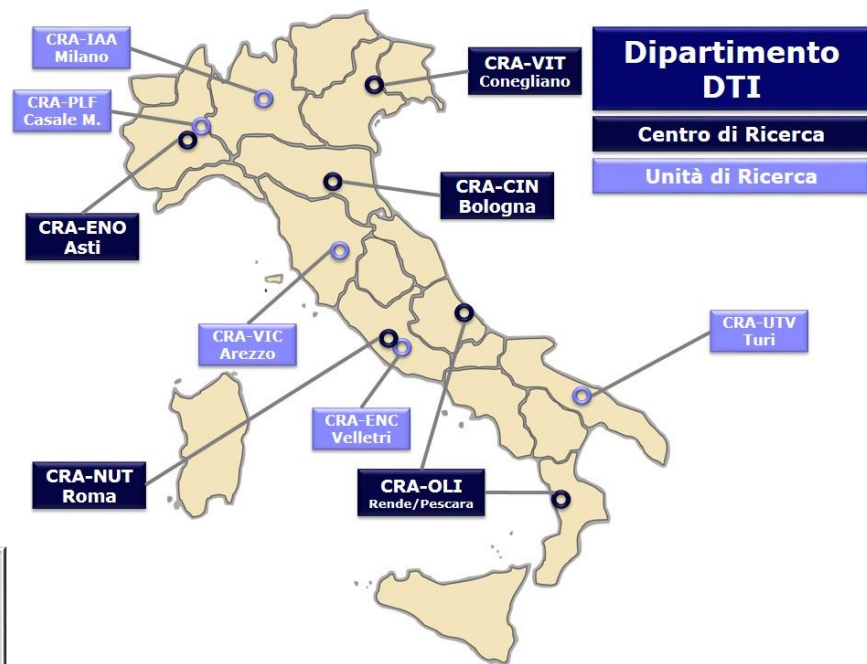 CRA-IAA
Milano
CRA-PLF
Casale M.
CRA-ENO
Asti
CRA-VIT
Conegliano
Dipartimento
DTI
Centro di Ricerca
Unità di Ricerca
CRA-CIN
Bologna
CRA-VIC
Arezzo
CRA-UTV
Turi
CRA-ENC
Velletri
CRA-NUT
Roma
CRA-OLI
Rende/Pescara